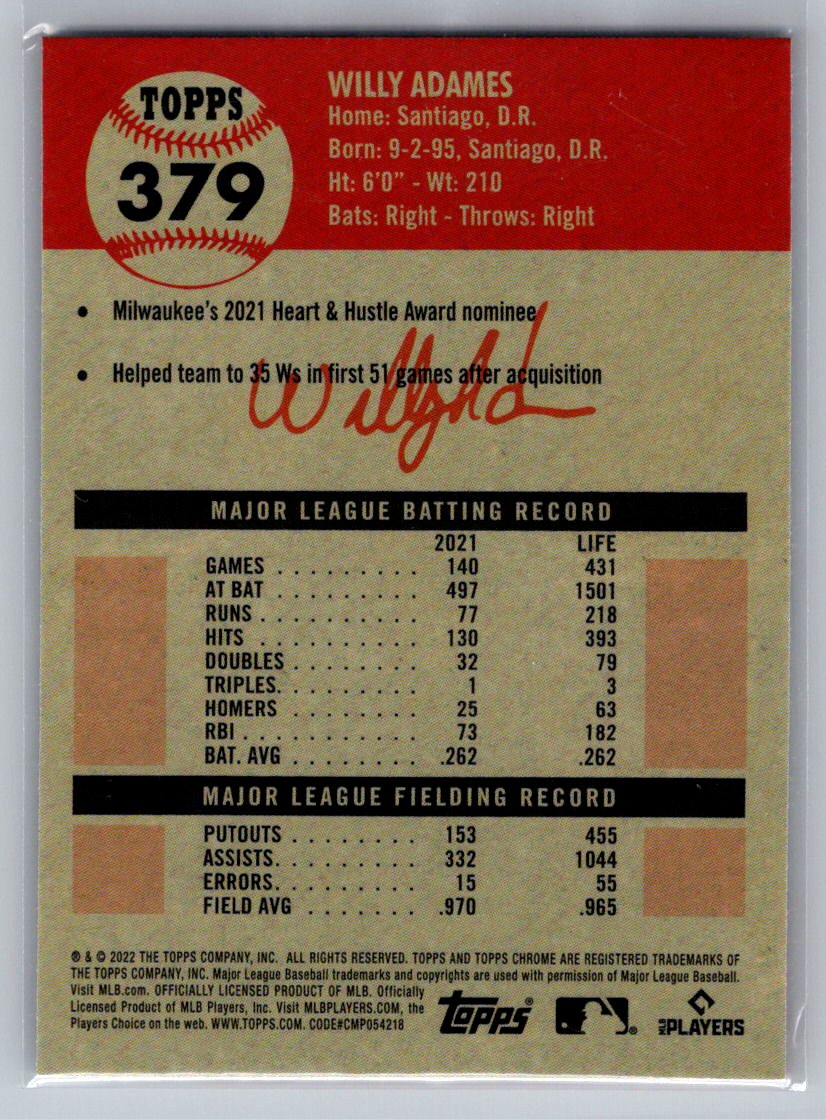 TOPPS
379
WILLY ADAMES
Home: Santiago, D.R.
Born: 9-2-95, Santiago, D.R.
Ht: 6'0" - Wt: 210
Bats: Right - Throws: Right
• Milwaukee's 2021 Heart & Hustle Award nominee
• Helped team to 35 Ws in first 51 games after acquisition
Willy Ad
MAJOR LEAGUE BATTING RECORD
2021 LIFE
GAMES . . . . . . . . . 140 431
AT BAT . . . . . . . . . 497 1501
RUNS . . . . . . . . . . 77 218
HITS . . . . . . . . . . 130 393
DOUBLES . . . . . . . . 32 79
TRIPLES. . . . . . . . . 1 3
HOMERS . . . . . . . . 25 63
RBI . . . . . . . . . . . 73 182
BAT. AVG . . . . . . . . .262 .262
MAJOR LEAGUE FIELDING RECORD
PUTOUTS . . . . . . . . 153 455
ASSISTS. . . . . . . . . 332 1044
ERRORS. . . . . . . . . 15 55
FIELD AVG . . . . . . . .970 .965
® & © 2022 THE TOPPS COMPANY, INC. ALL RIGHTS RESERVED. TOPPS AND TOPPS CHROME ARE REGISTERED TRADEMARKS OF
THE TOPPS COMPANY, INC. Major League Baseball trademarks and copyrights are used with permission of Major League Baseball.
Visit MLB.com. OFFICIALLY LICENSED PRODUCT OF MLB. Officially
Licensed Product of MLB Players, Inc. Visit MLBPLAYERS.COM, the
Players Choice on the web. WWW.TOPPS.COM. CODE#CMP054218
Topps®
MLB PLAYERS